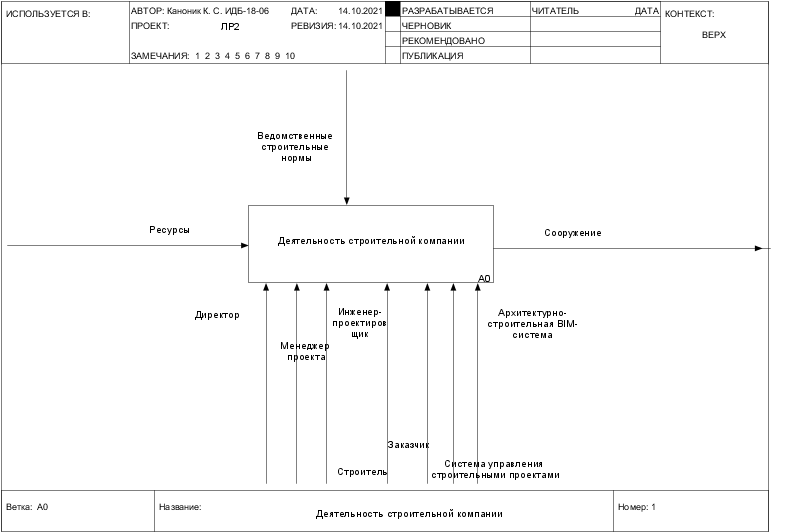 ИСПОЛЬЗУЕТСЯ В:
АВТОР: Каноник К. С. ИДБ-18-06
ДАТА: 14.10.2021
ПРОЕКТ: ЛР2
РЕВИЗИЯ: 14.10.2021
ЗАМЕЧАНИЯ: 1 2 3 4 5 6 7 8 9 10
РАЗРАБАТЫВАЕТСЯ
ЧЕРНОВИК
РЕКОМЕНДОВАНО
ПУБЛИКАЦИЯ
ЧИТАТЕЛЬ ДАТА
КОНТЕКСТ:
ВЕРХ
Ведомственные
строительные
нормы
Ресурсы
Деятельность строительной компании
A0
Сооружение
Директор
Менеджер
проекта
Инженер-
проектиров
щик
Архитектурно-
строительная BIM-
система
Заказчик
Строитель
Система управления
строительными проектами
Ветка: A0
Название:
Деятельность строительной компании
Номер: 1